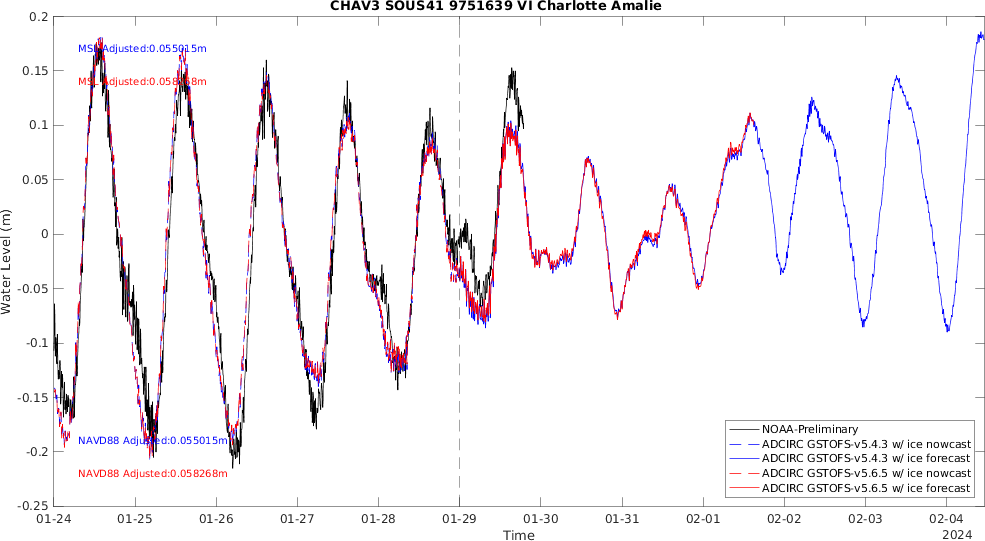 CHAV3 SOUS41 9751639 VI Charlotte Amalie
0.2
0.15
0.1
0.05
0
-0.05
-0.1
-0.15
-0.2
-0.25
Water Level (m)
MSL Adjusted:0.055015m
MSL Adjusted:0.058268m
NAVD88 Adjusted:0.055015m
NAVD88 Adjusted:0.058268m
NOAA-Preliminary
ADCIRC GSTOFS-v5.4.3 w/ ice nowcast
ADCIRC GSTOFS-v5.4.3 w/ ice forecast
ADCIRC GSTOFS-v5.6.5 w/ ice nowcast
ADCIRC GSTOFS-v5.6.5 w/ ice forecast
01-24 01-25 01-26 01-27 01-28 01-29 01-30 01-31 02-01 02-02 02-03 02-04
Time
2024